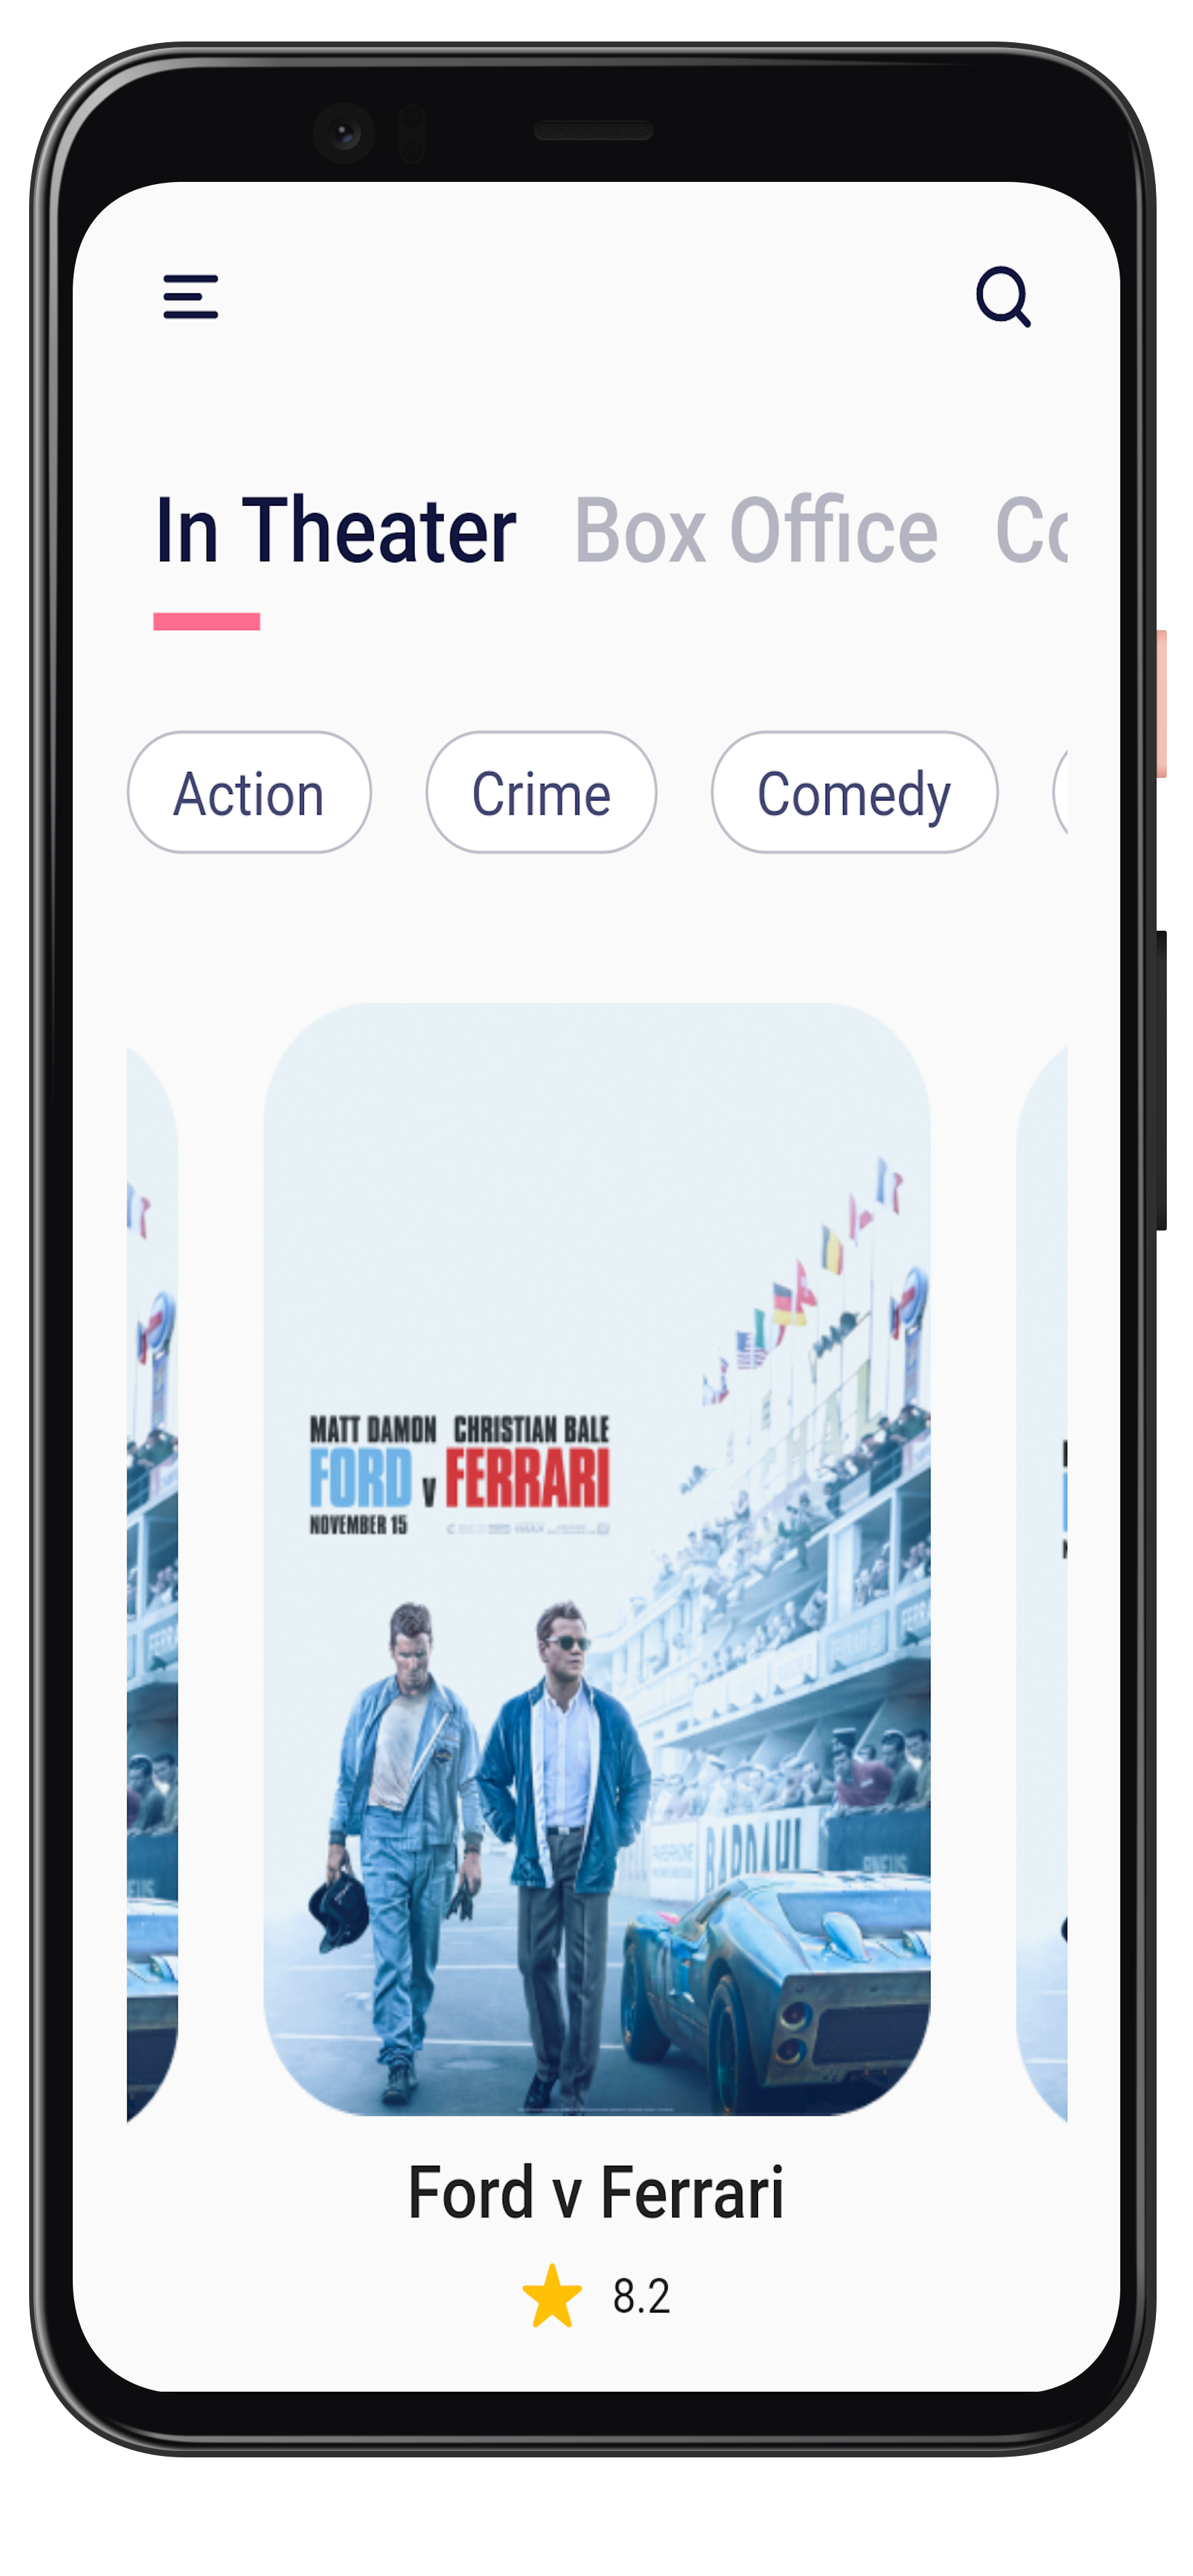 In Theater Box Office Co
Action Crime Comedy
MATT DAMON CHRISTIAN BALE
FORD v FERRARI
NOVEMBER 15
BARDAHL
Ford v Ferrari
8.2